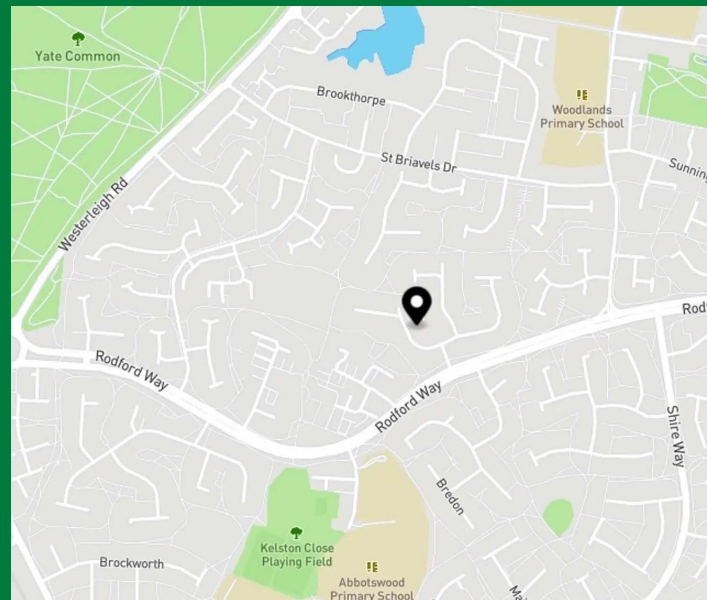 Yate Common
Brookthorpe
Woodlands
Primary School
St Briavels Dr
Westerleigh Rd
Rodford Way
Rodford Way
Shire Way
Bredon
Kelston Close
Playing Field
Brockworth
Abbotswood
Primary School